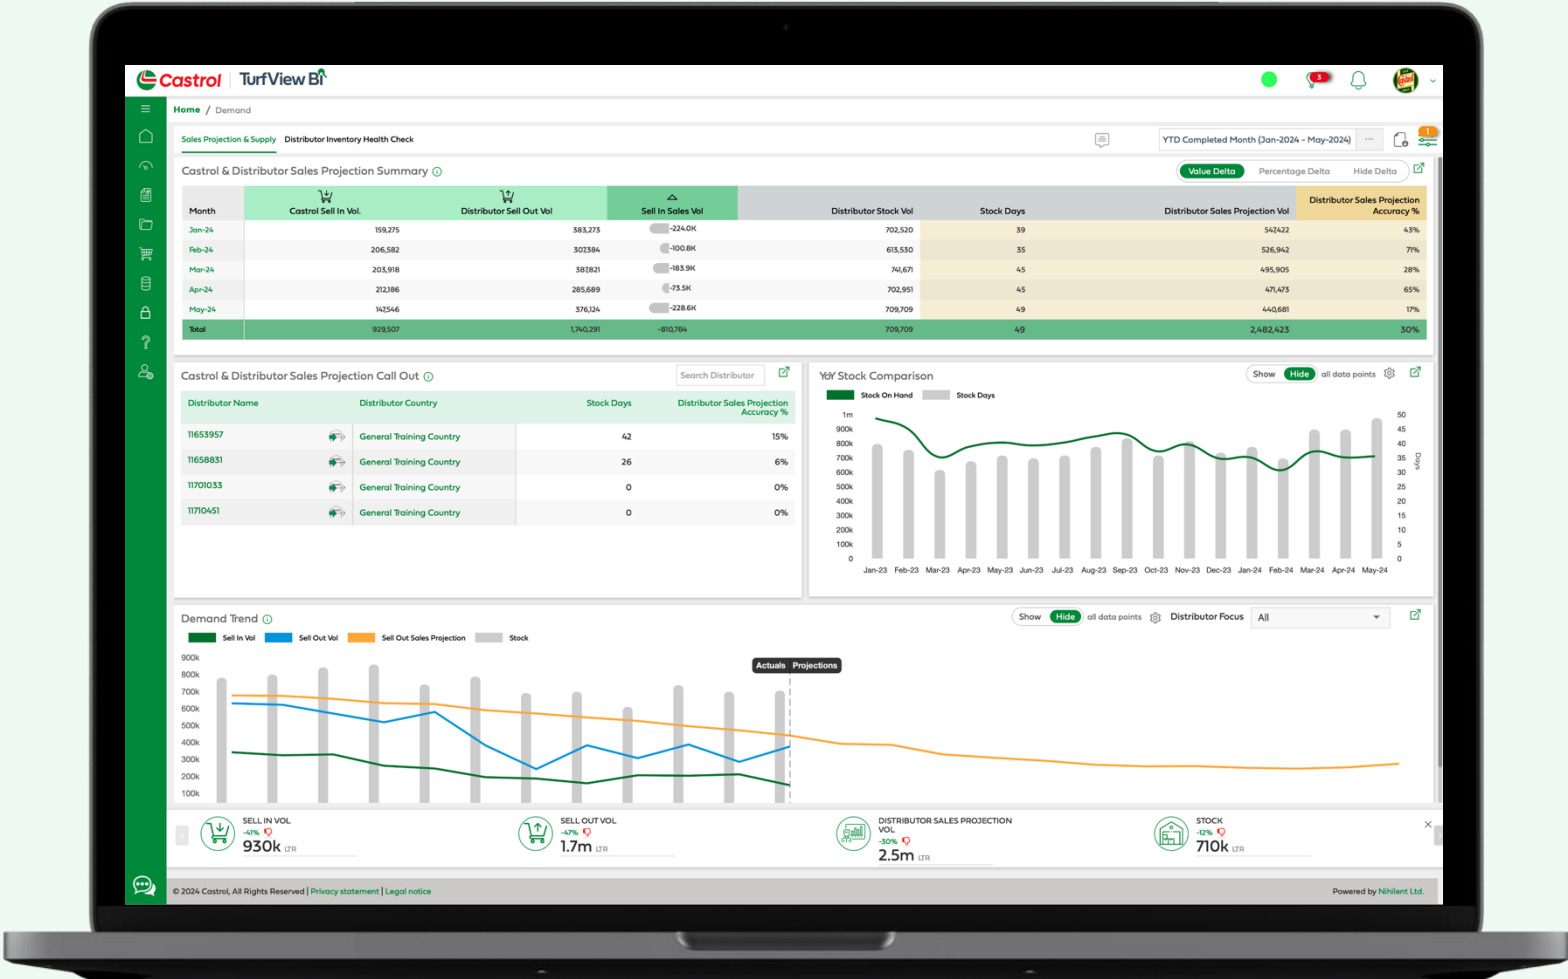 Castrol TurfView BI
3
Home / Demand
Sales Projection & Supply Distributor Inventory Health Check
YTD Completed Month (Jan-2024 - May-2024) ...
1
Castrol & Distributor Sales Projection Summary
Value Delta Percentage Delta Hide Delta
Month Castrol Sell In Vol. Distributor Sell Out Vol Sell In Sales Vol Distributor Stock Vol Stock Days Distributor Sales Projection Vol Distributor Sales Projection Accuracy %
Jan-24 159,275 383,273 -224.0K 702,520 39 547,422 43%
Feb-24 206,582 307,384 -100.8K 613,530 35 526,942 71%
Mar-24 203,918 387,821 -183.9K 741,671 45 495,905 28%
Apr-24 212,186 285,689 -73.5K 702,951 45 471,473 65%
May-24 147,546 376,124 -228.6K 709,709 49 440,681 17%
Total 929,507 1,740,291 -810,784 709,709 49 2,482,423 30%
Castrol & Distributor Sales Projection Call Out
Search Distributor
Distributor Name Distributor Country Stock Days Distributor Sales Projection Accuracy %
11653957 General Training Country 42 15%
11658831 General Training Country 26 6%
11701033 General Training Country 0 0%
11710451 General Training Country 0 0%
YoY Stock Comparison
Show Hide all data points
Stock On Hand Stock Days
1m
900k
800k
700k
600k
500k
400k
300k
200k
100k
0
50
45
40
35
30
25
20
15
10
5
0
Days
Jan-23 Feb-23 Mar-23 Apr-23 May-23 Jun-23 Jul-23 Aug-23 Sep-23 Oct-23 Nov-23 Dec-23 Jan-24 Feb-24 Mar-24 Apr-24 May-24
Demand Trend
Show Hide all data points Distributor Focus All
Sell In Vol Sell Out Vol Sell Out Sales Projection Stock
900k
800k
700k
600k
500k
400k
300k
200k
100k
Actuals Projections
SELL IN VOL
-41%
930k LTR
SELL OUT VOL
-47%
1.7m LTR
DISTRIBUTOR SALES PROJECTION
VOL
-30%
2.5m LTR
STOCK
-12%
710k LTR
© 2024 Castrol, All Rights Reserved | Privacy statement | Legal notice
Powered by Nihilent Ltd.